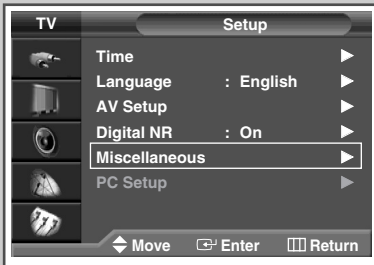 TV Setup
Time
Language : English
AV Setup
Digital NR : On
Miscellaneous
PC Setup
Move Enter Return